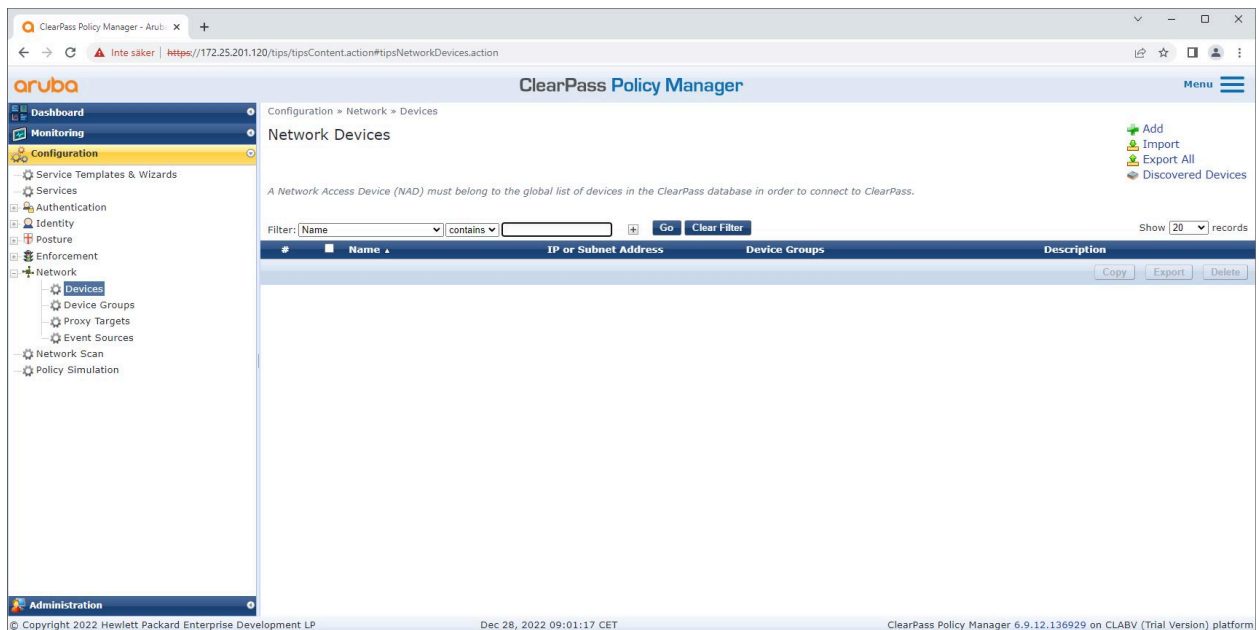 ClearPass Policy Manager - Arub
Inte säker | https://172.25.201.120/tips/tipsContent.action#tipsNetworkDevices.action
aruba
ClearPass Policy Manager
Menu
Dashboard
Monitoring
Configuration
Service Templates & Wizards
Services
Authentication
Identity
Posture
Enforcement
Network
Devices
Device Groups
Proxy Targets
Event Sources
Network Scan
Policy Simulation
Administration
Configuration » Network » Devices
Network Devices
Add
Import
Export All
Discovered Devices
A Network Access Device (NAD) must belong to the global list of devices in the ClearPass database in order to connect to ClearPass.
Filter: Name contains + Go Clear Filter Show 20 records
# Name ▲ IP or Subnet Address Device Groups Description
Copy Export Delete
© Copyright 2022 Hewlett Packard Enterprise Development LP Dec 28, 2022 09:01:17 CET ClearPass Policy Manager 6.9.12.136929 on CLABV (Trial Version) platform